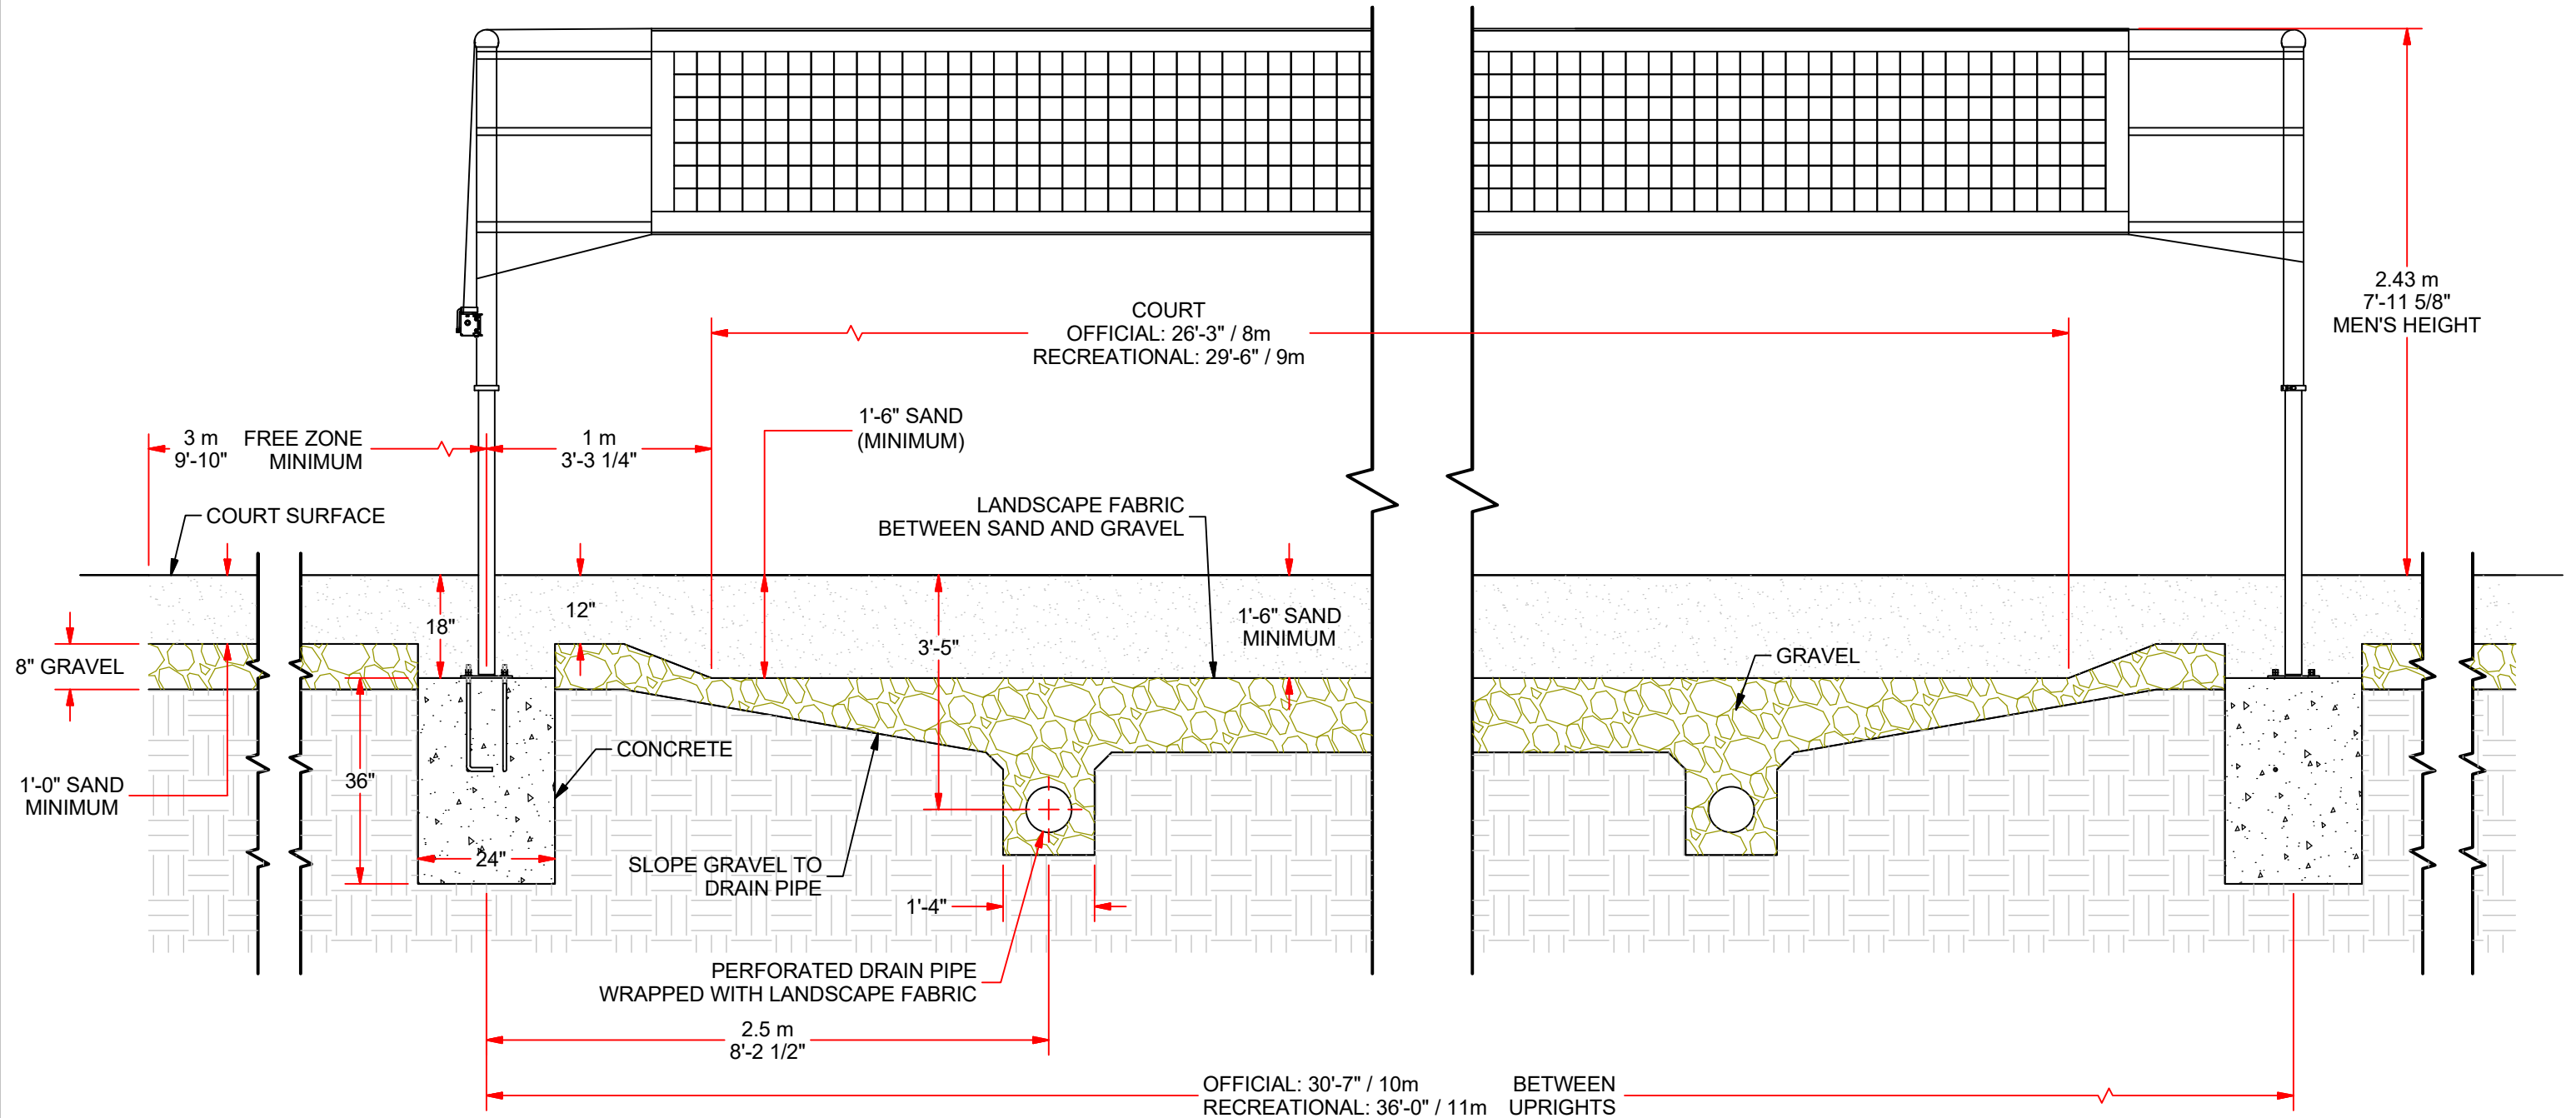 2.43 m
7'-11 5/8"
MEN'S HEIGHT
COURT
OFFICIAL: 26'-3" / 8m
RECREATIONAL: 29'-6" / 9m
1'-6" SAND
(MINIMUM)
3 m FREE ZONE
9'-10" MINIMUM
1 m
3'-3 1/4"
LANDSCAPE FABRIC
BETWEEN SAND AND GRAVEL
COURT SURFACE
12"
18"
3'-5"
1'-6" SAND
MINIMUM
8" GRAVEL
GRAVEL
CONCRETE
36"
1'-0" SAND
MINIMUM
24"
SLOPE GRAVEL TO
DRAIN PIPE
1'-4"
PERFORATED DRAIN PIPE
WRAPPED WITH LANDSCAPE FABRIC
2.5 m
8'-2 1/2"
OFFICIAL: 30'-7" / 10m BETWEEN
RECREATIONAL: 36'-0" / 11m UPRIGHTS